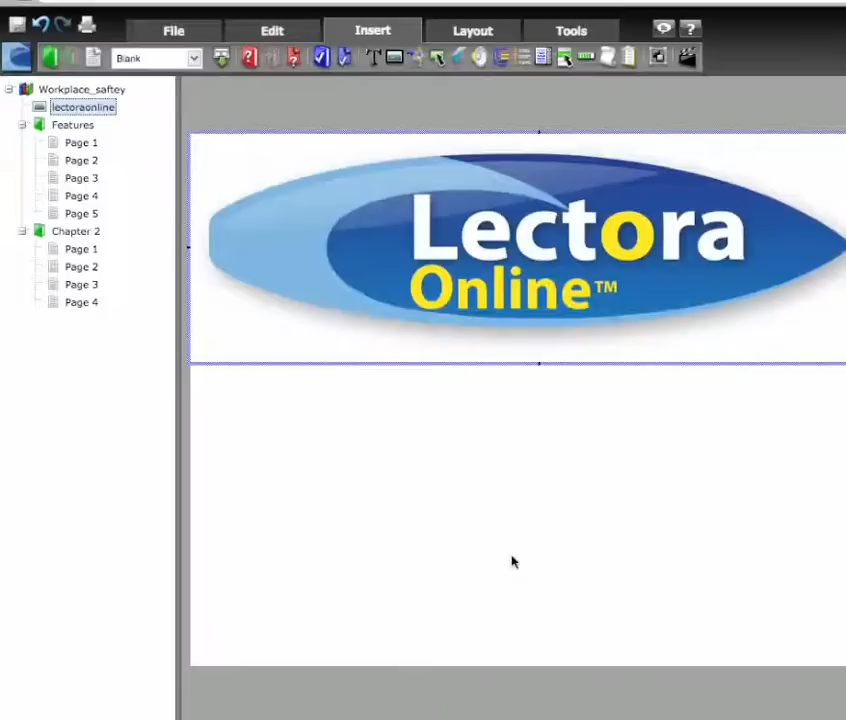 File Edit Insert Layout Tools ?
Blank
Workplace_saftey
lectoraonline
Features
Page 1
Page 2
Page 3
Page 4
Page 5
Chapter 2
Page 1
Page 2
Page 3
Page 4
Lectora
Online™